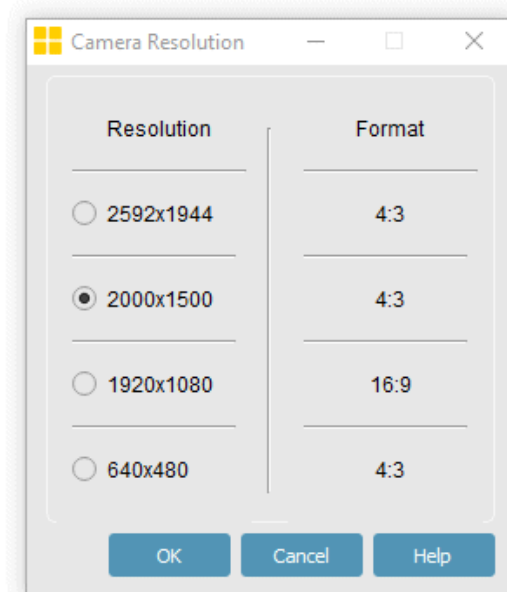 Camera Resolution
Resolution Format
2592x1944 4:3
2000x1500 4:3
1920x1080 16:9
640x480 4:3
OK Cancel Help